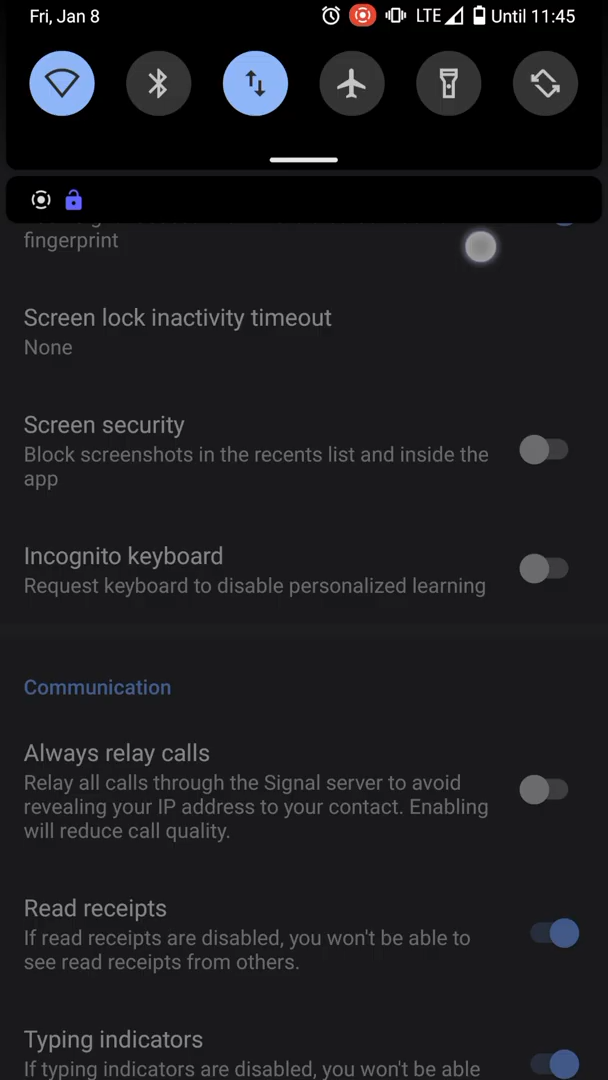 Fri, Jan 8
LTE
Until 11:45
fingerprint
Screen lock inactivity timeout
None
Screen security
Block screenshots in the recents list and inside the
app
Incognito keyboard
Request keyboard to disable personalized learning
Communication
Always relay calls
Relay all calls through the Signal server to avoid
revealing your IP address to your contact. Enabling
will reduce call quality.
Read receipts
If read receipts are disabled, you won't be able to
see read receipts from others.
Typing indicators
If typing indicators are disabled, you won't be able